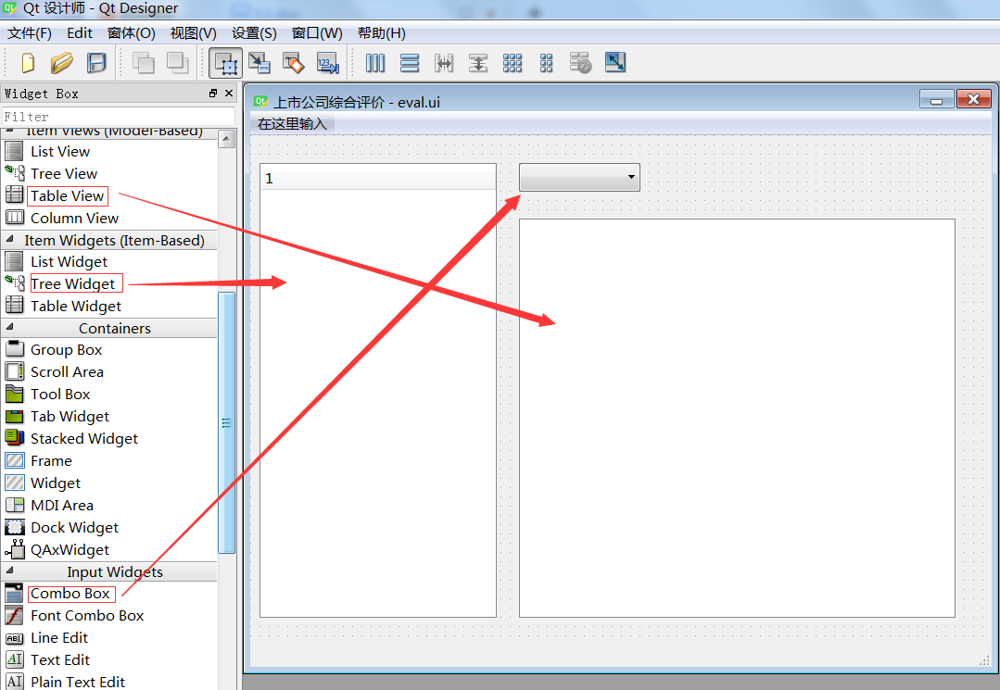 Qt 设计师 - Qt Designer
文件(F) Edit 窗体(O) 视图(V) 设置(S) 窗口(W) 帮助(H)
Widget Box
Filter
Item Views (Model-Based)
List View
Tree View
Table View
Column View
Item Widgets (Item-Based)
List Widget
Tree Widget
Table Widget
Containers
Group Box
Scroll Area
Tool Box
Tab Widget
Stacked Widget
Frame
Widget
MDI Area
Dock Widget
QAxWidget
Input Widgets
Combo Box
Font Combo Box
Line Edit
Text Edit
Plain Text Edit
上市公司综合评价 - eval.ui
在这里输入
1